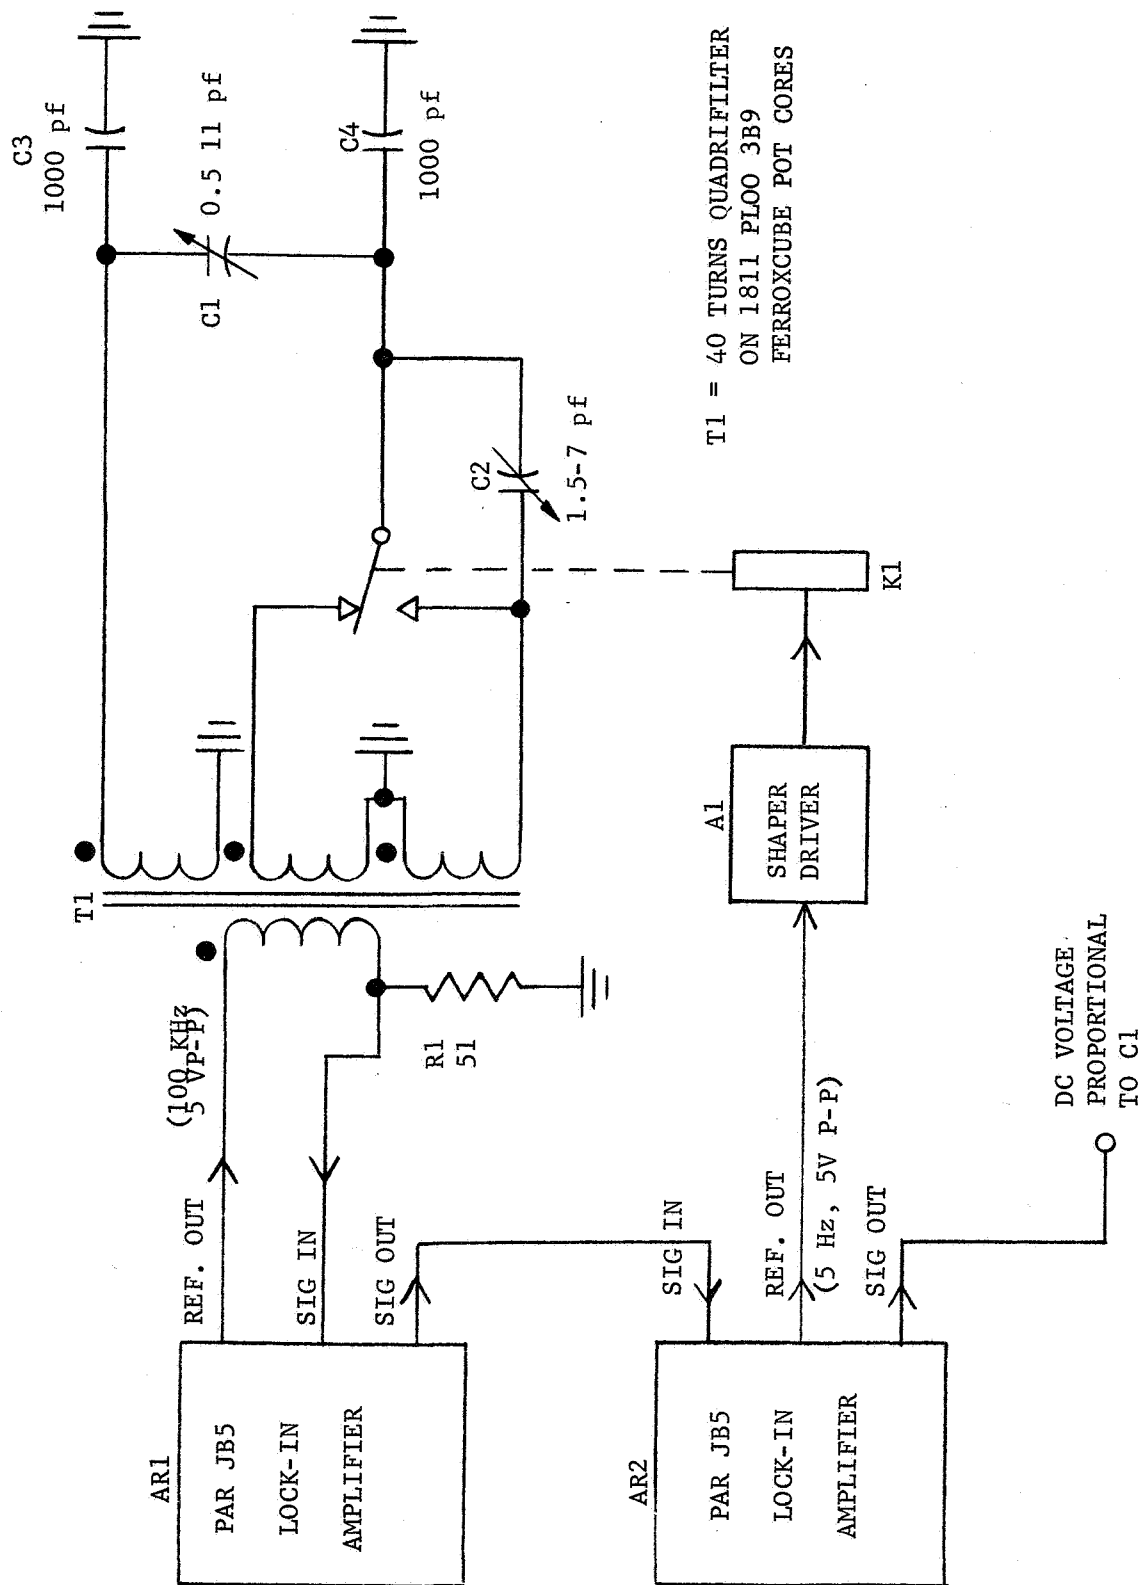 C3
1000 pf
C1
0.5 11 pf
C4
1000 pf
T1
C2
1.5-7 pf
(100 KHz
5 VP-P)
R1
51
T1 = 40 TURNS QUADRIFILTER
ON 1811 PLOO 3B9
FERROXCUBE POT CORES
AR1
PAR JB5
LOCK-IN
AMPLIFIER
REF. OUT
SIG IN
SIG OUT
A1
SHAPER
DRIVER
K1
AR2
PAR JB5
LOCK-IN
AMPLIFIER
SIG IN
REF. OUT
(5 Hz, 5V P-P)
SIG OUT
DC VOLTAGE
PROPORTIONAL
TO C1